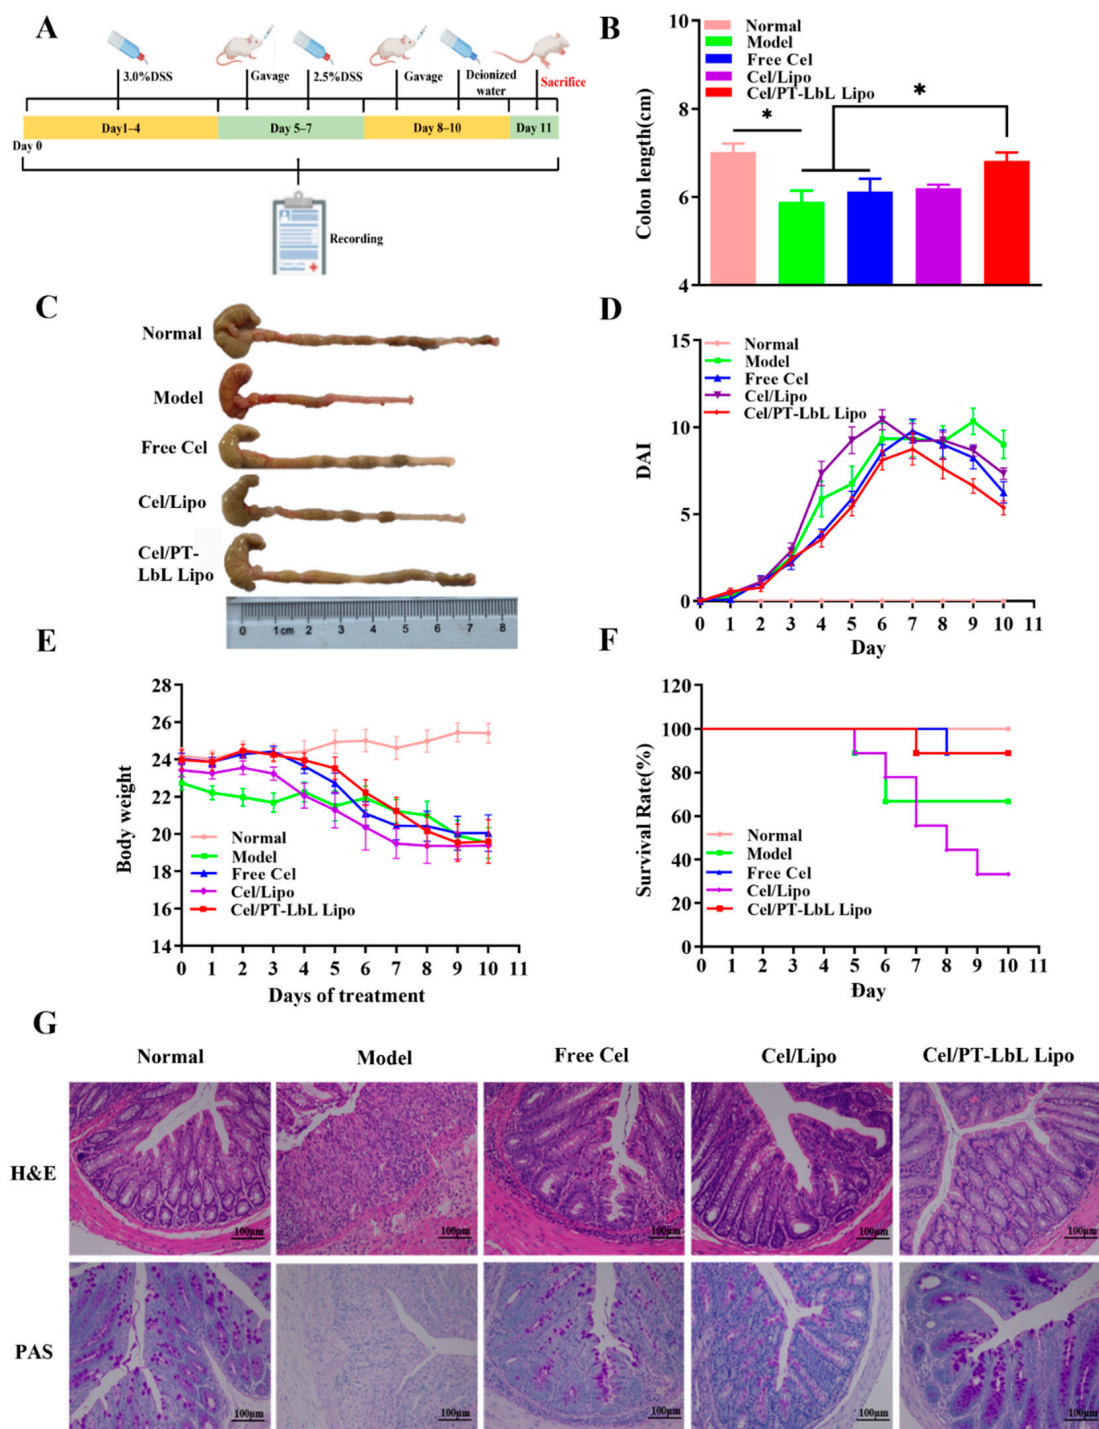 A
3.0%DSS
Gavage
2.5%DSS
Gavage
Deionized
water
Sacrifice
Day1–4
Day 5–7
Day 8–10
Day 11
Day 0
Recording
B
Normal
Model
Free Cel
Cel/Lipo
Cel/PT-LbL Lipo
Colon length(cm)
10
8
6
4
*
*
C
Normal
Model
Free Cel
Cel/Lipo
Cel/PT-
LbL Lipo
0 1cm 2 3 4 5 6 7 8
D
Normal
Model
Free Cel
Cel/Lipo
Cel/PT-LbL Lipo
DAI
15
10
5
0
0 1 2 3 4 5 6 7 8 9 10 11
Day
E
Body weight
28
26
24
22
20
18
16
14
Normal
Model
Free Cel
Cel/Lipo
Cel/PT-LbL Lipo
0 1 2 3 4 5 6 7 8 9 10 11
Days of treatment
F
Survival Rate(%)
120
100
80
60
40
20
0
Normal
Model
Free Cel
Cel/Lipo
Cel/PT-LbL Lipo
0 1 2 3 4 5 6 7 8 9 10 11
Day
G
Normal Model Free Cel Cel/Lipo Cel/PT-LbL Lipo
H&E
100μm 100μm 100μm 100μm 100μm
PAS
100μm 100μm 100μm 100μm 100μm